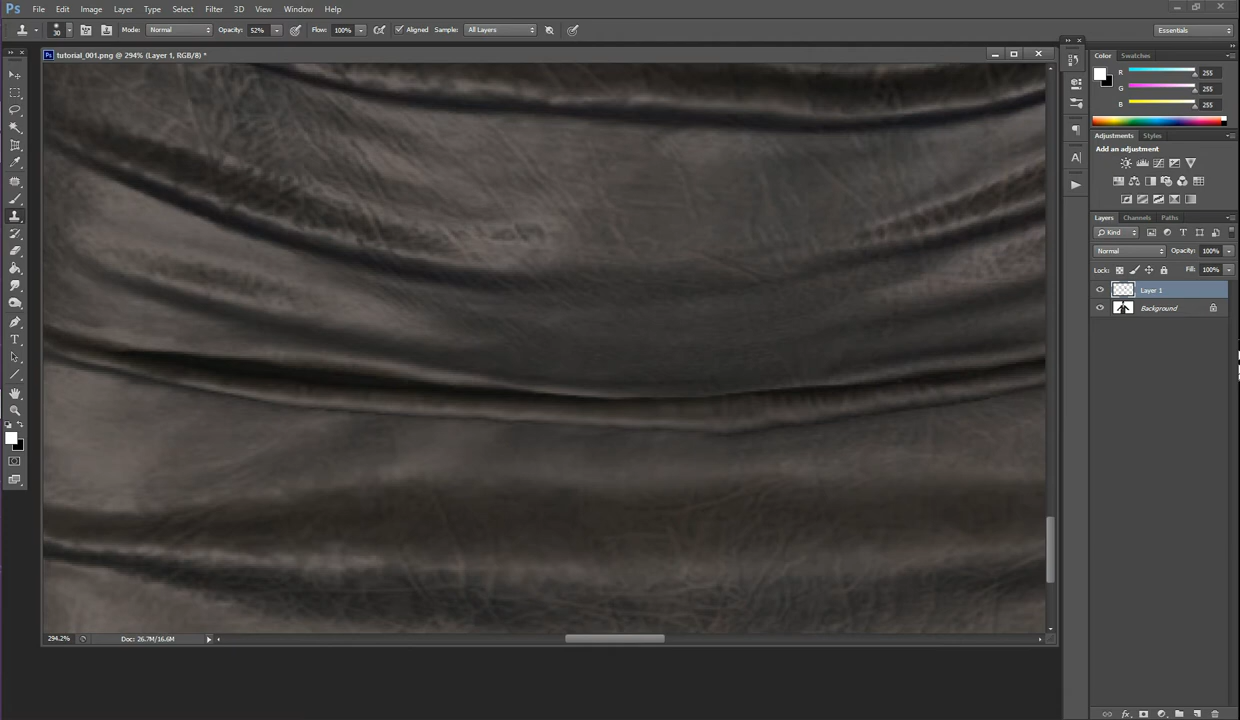 Ps File Edit Image Layer Type Select Filter 3D View Window Help
30 Mode: Normal Opacity: 52% Flow: 100% Aligned Sample: All Layers Essentials
Ps tutorial_001.png @ 294% (Layer 1, RGB/8) *
Color Swatches
R 255
G 255
B 255
Adjustments Styles
Add an adjustment
Layers Channels Paths
Kind
Normal Opacity: 100%
Lock: Fill: 100%
Layer 1
Background
294.2% Doc: 26.7M/16.6M